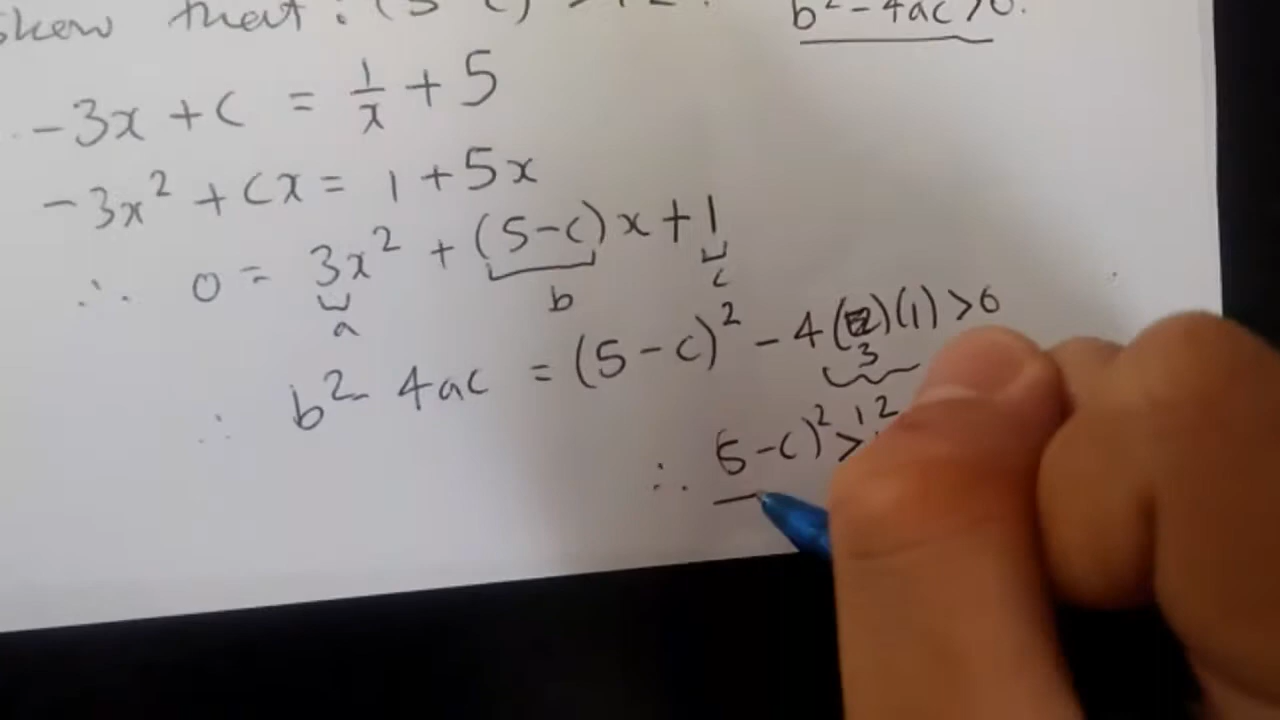 show that : (5-c)² > 12. b² - 4ac > 0.
-3x + c = 1/x + 5
-3x² + cx = 1 + 5x
∴ 0 = 3x² + (5-c)x + 1
a b c
∴ b² - 4ac = (5-c)² - 4( )(1) > 0
3
∴ 5-c)² > 12